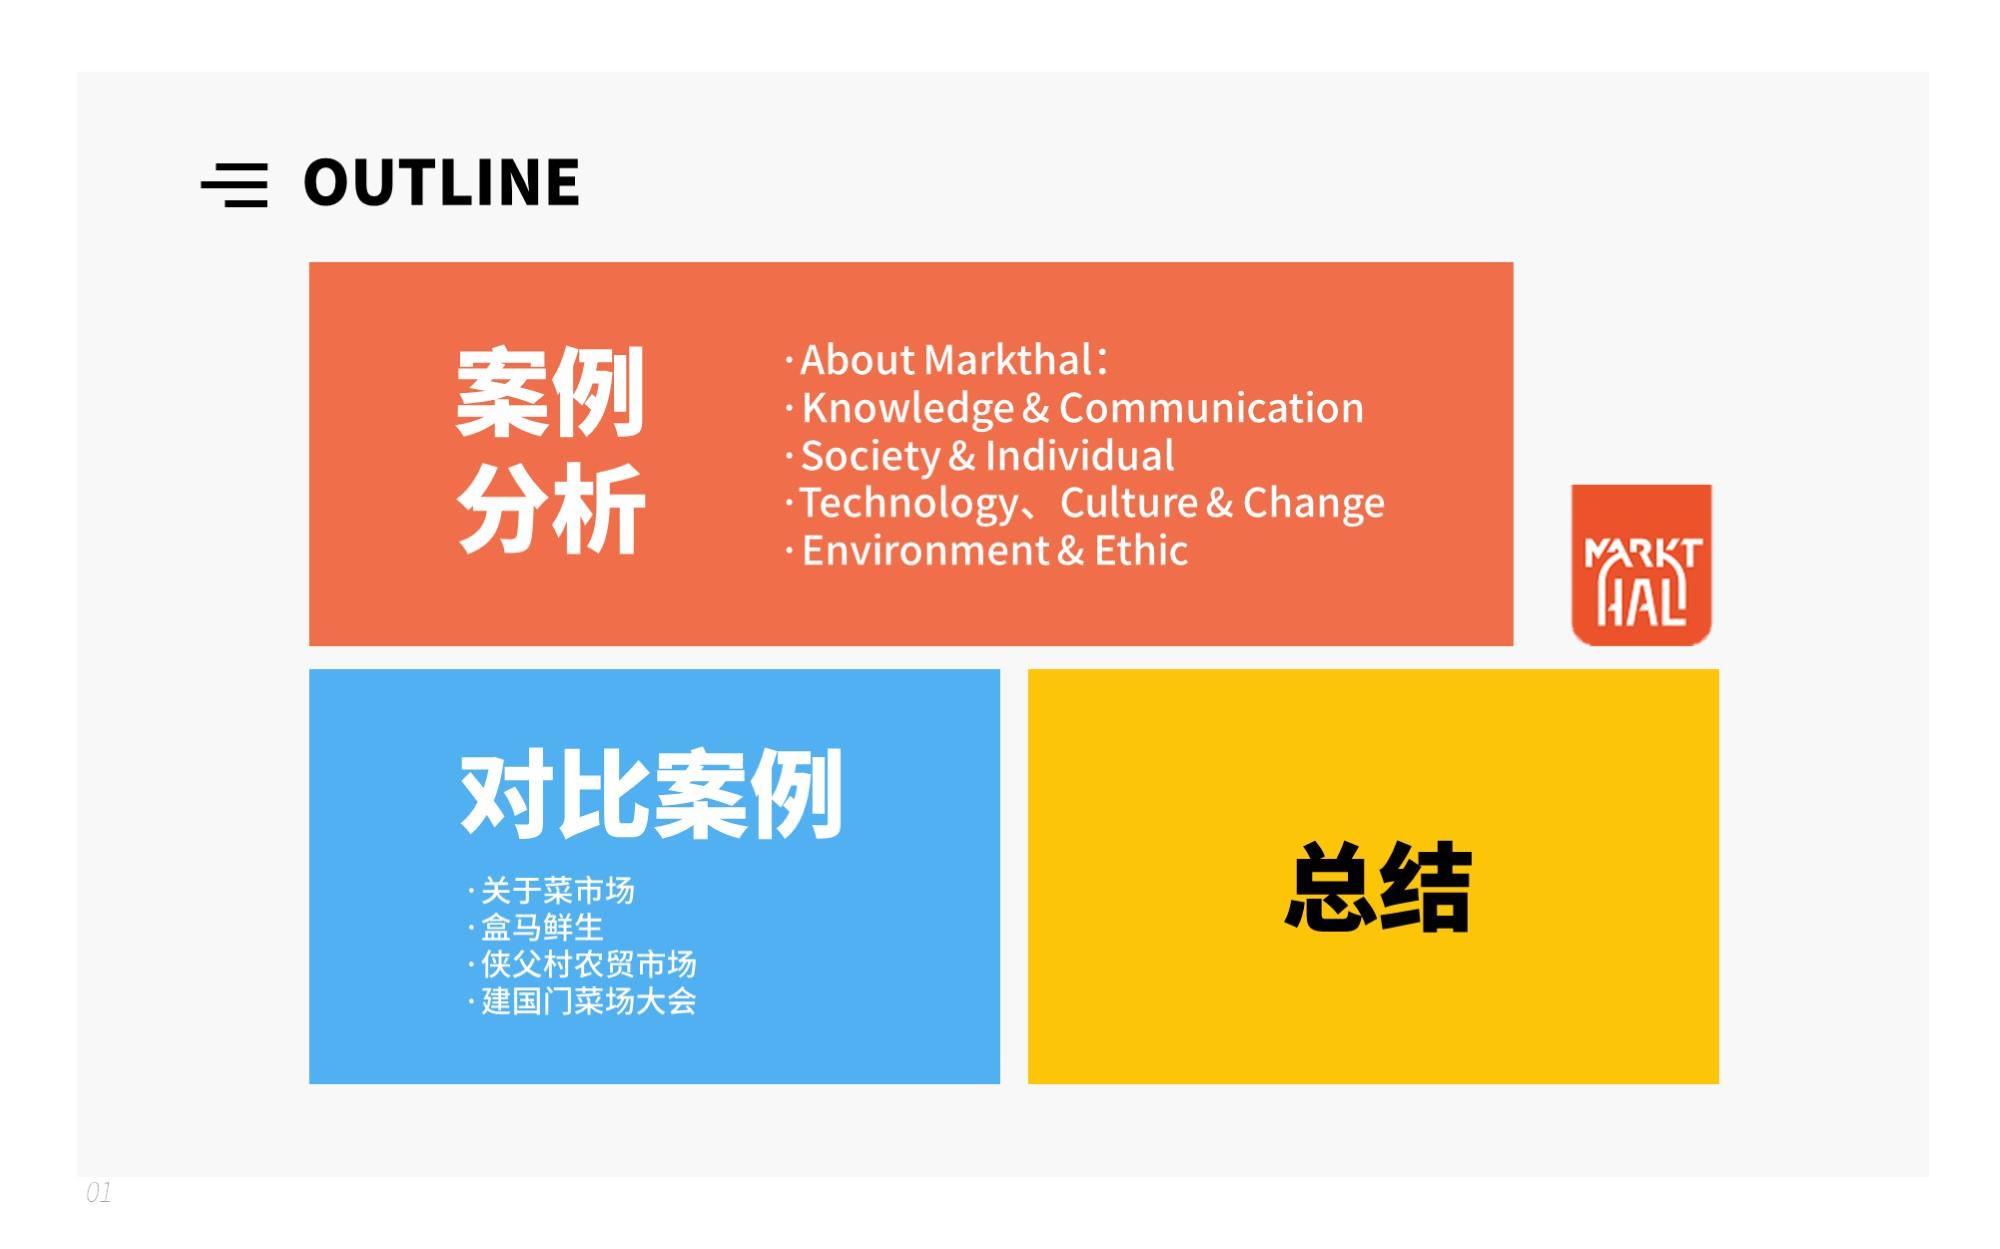 OUTLINE
案例
分析
· About Markthal：
· Knowledge & Communication
· Society & Individual
· Technology、Culture & Change
· Environment & Ethic
MARKT
HAL
对比案例
· 关于菜市场
· 盒马鲜生
· 侠父村农贸市场
· 建国门菜场大会
总结
01